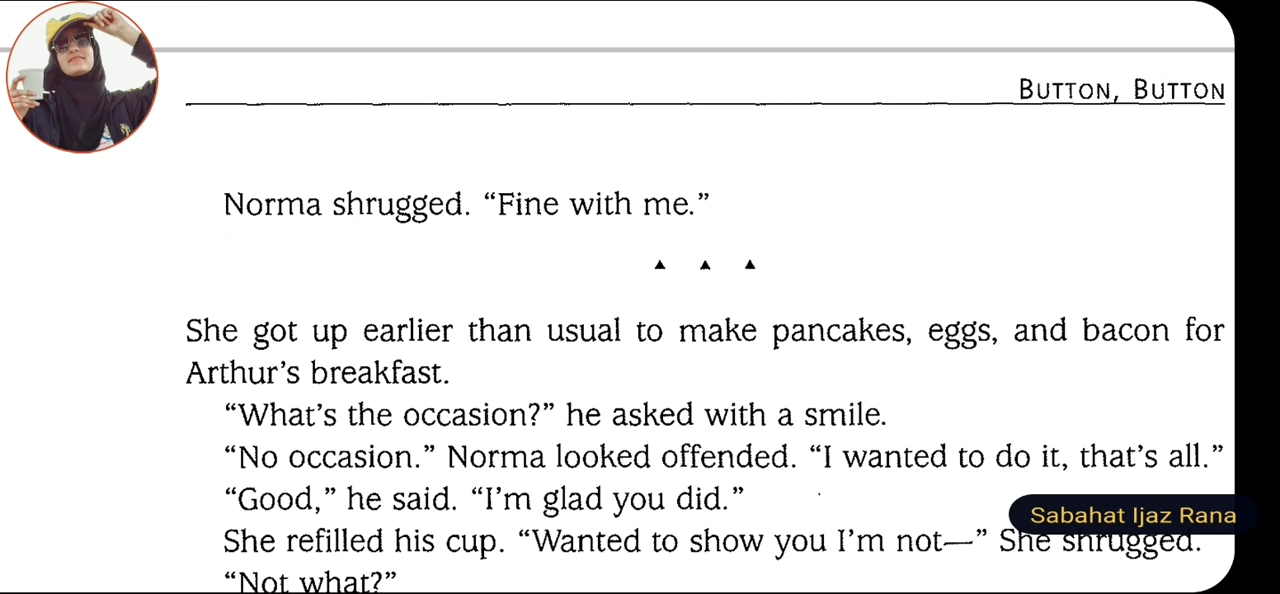 BUTTON, BUTTON
Norma shrugged. “Fine with me.”
She got up earlier than usual to make pancakes, eggs, and bacon for
Arthur’s breakfast.
“What’s the occasion?” he asked with a smile.
“No occasion.” Norma looked offended. “I wanted to do it, that’s all.”
“Good,” he said. “I’m glad you did.”
Sabahat Ijaz Rana
She refilled his cup. “Wanted to show you I’m not—” She shrugged.
“Not what?”